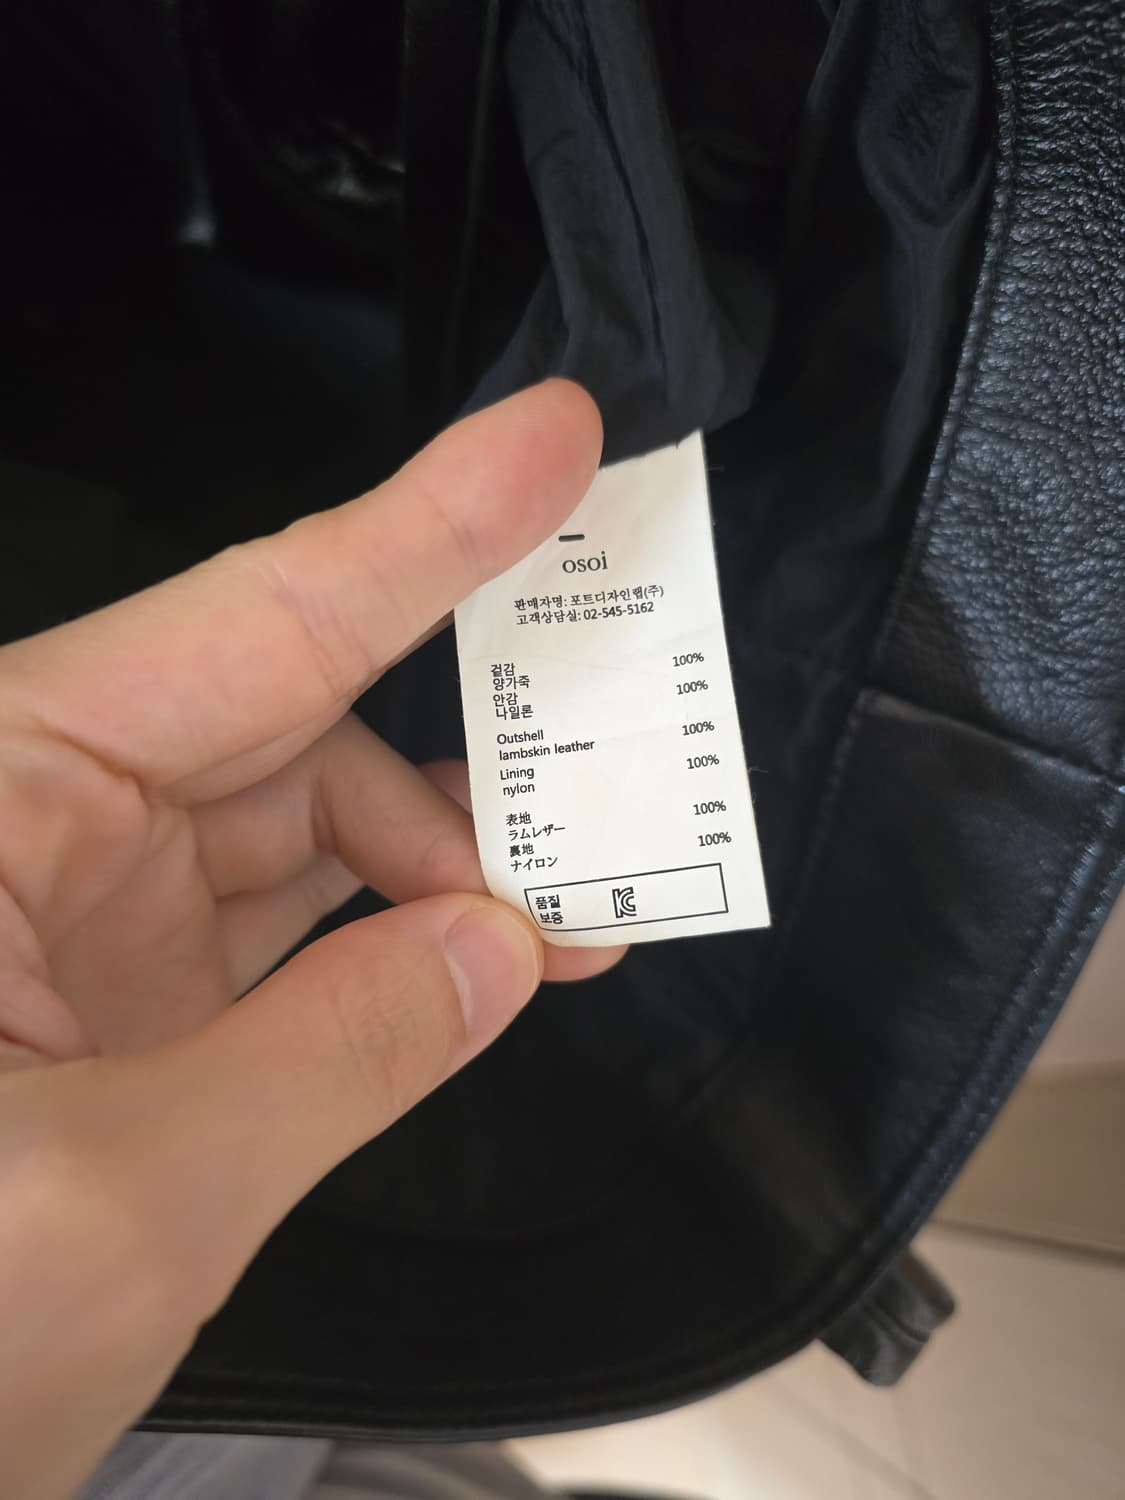 osoi
판매자명: 포트디자인랩(주)
고객상담실: 02-545-5162
겉감 100%
양가죽
안감 100%
나일론
Outshell 100%
lambskin leather
Lining 100%
nylon
表地 100%
ラムレザー
裏地 100%
ナイロン
품질
보증
KC